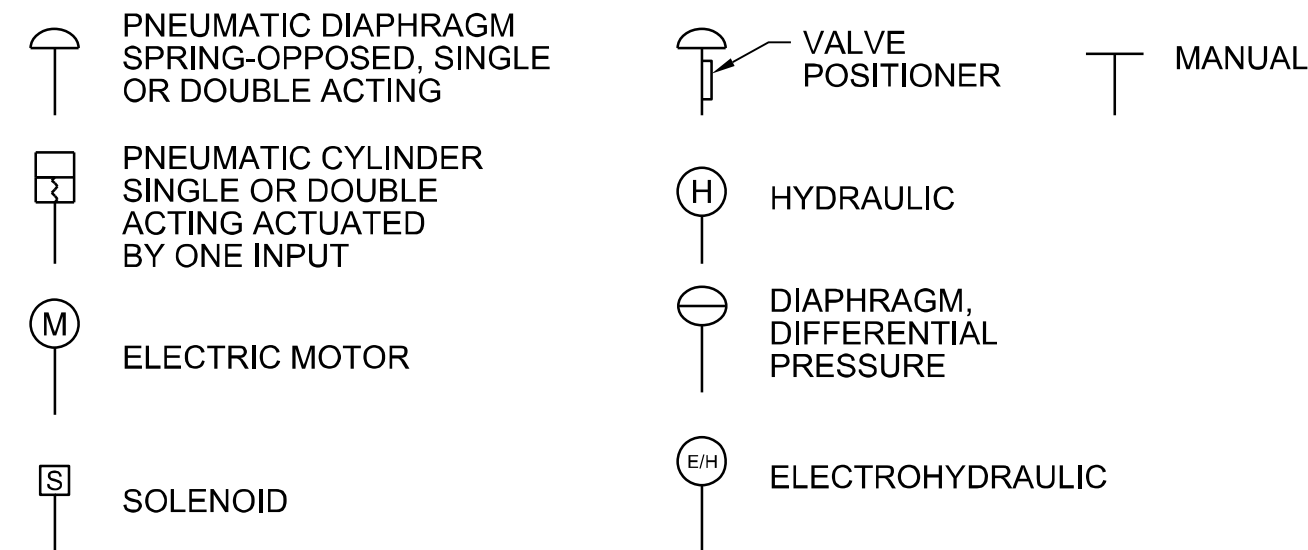 PNEUMATIC DIAPHRAGM
SPRING-OPPOSED, SINGLE
OR DOUBLE ACTING
VALVE
POSITIONER
MANUAL
PNEUMATIC CYLINDER
SINGLE OR DOUBLE
ACTING ACTUATED
BY ONE INPUT
H
HYDRAULIC
M
ELECTRIC MOTOR
DIAPHRAGM,
DIFFERENTIAL
PRESSURE
S
SOLENOID
E/H
ELECTROHYDRAULIC